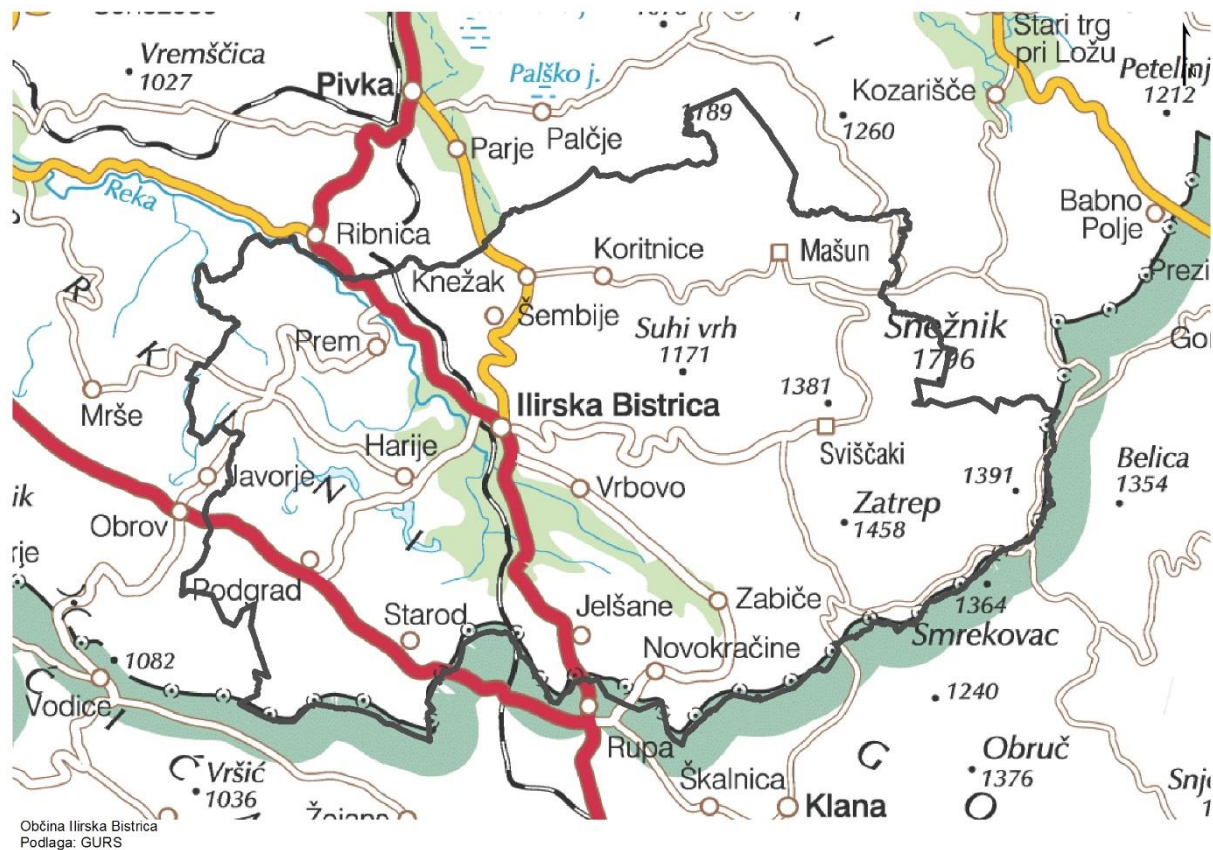 Stari trg
pri Ložu
Vremščica
1027
Pivka
Palško j.
Palčje
Parje
1189
1260
Kozarišče
1212
Reka
Ribnica
Koritnice
Mašun
Babno
Polje
Knežak
Šembije
Suhi vrh
1171
Snežnik
1796
Prem
Mrše
1381
Ilirska Bistrica
Harije
Sviščaki
Javorje
Vrbovo
1391
Belica
1354
Obrov
Zatrep
1458
Podgrad
Starod
Jelšane
Zabiče
1364
Smrekovac
Novokračine
1082
1240
Vodice
Rupa
Vršić
1036
Škalnica
Klana
Obruč
1376
Občina Ilirska Bistrica
Podlaga: GURS